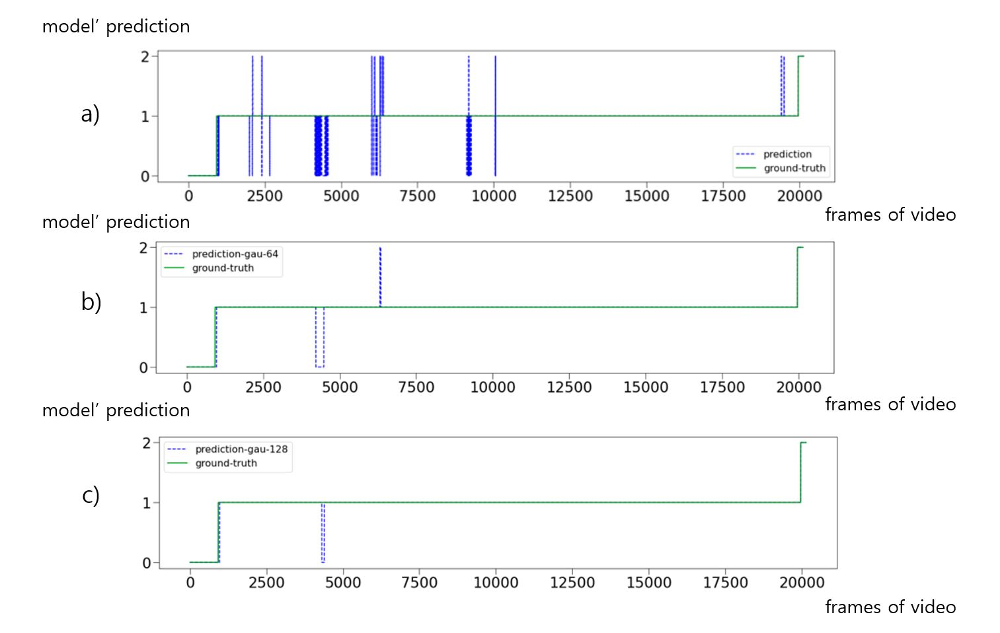 model’ prediction
a)
2
1
0
prediction
ground-truth
0 2500 5000 7500 10000 12500 15000 17500 20000
frames of video
model’ prediction
b)
2
1
0
prediction-gau-64
ground-truth
0 2500 5000 7500 10000 12500 15000 17500 20000
frames of video
model’ prediction
c)
2
1
0
prediction-gau-128
ground-truth
0 2500 5000 7500 10000 12500 15000 17500 20000
frames of video